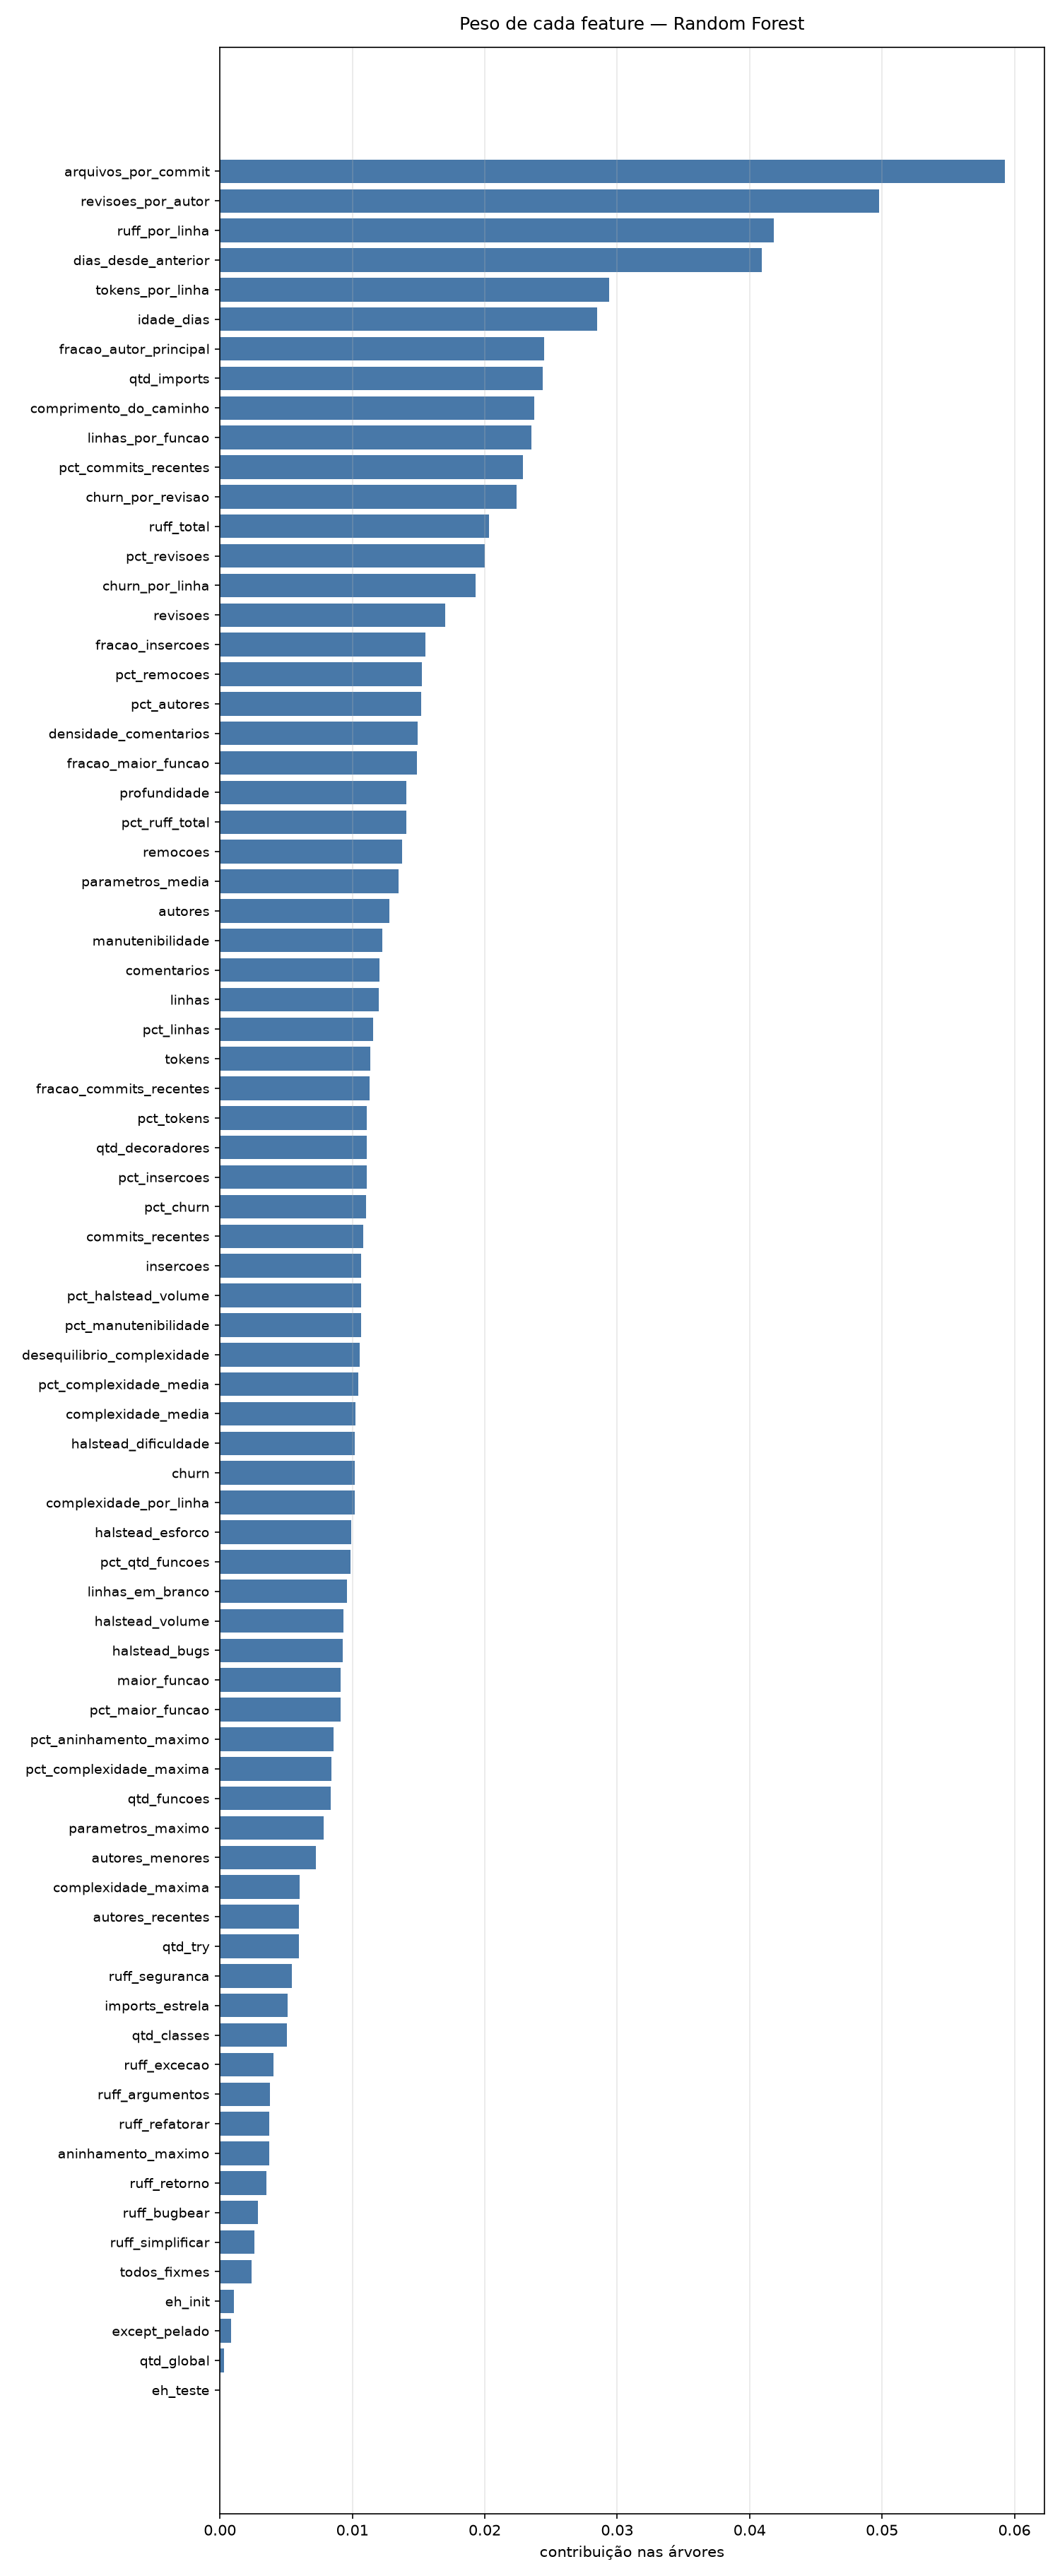 Peso de cada feature — Random Forest
arquivos_por_commit
revisoes_por_autor
ruff_por_linha
dias_desde_anterior
tokens_por_linha
idade_dias
fracao_autor_principal
qtd_imports
comprimento_do_caminho
linhas_por_funcao
pct_commits_recentes
churn_por_revisao
ruff_total
pct_revisoes
churn_por_linha
revisoes
fracao_insercoes
pct_remocoes
pct_autores
densidade_comentarios
fracao_maior_funcao
profundidade
pct_ruff_total
remocoes
parametros_media
autores
manutenibilidade
comentarios
linhas
pct_linhas
tokens
fracao_commits_recentes
pct_tokens
qtd_decoradores
pct_insercoes
pct_churn
commits_recentes
insercoes
pct_halstead_volume
pct_manutenibilidade
desequilibrio_complexidade
pct_complexidade_media
complexidade_media
halstead_dificuldade
churn
complexidade_por_linha
halstead_esforco
pct_qtd_funcoes
linhas_em_branco
halstead_volume
halstead_bugs
maior_funcao
pct_maior_funcao
pct_aninhamento_maximo
pct_complexidade_maxima
qtd_funcoes
parametros_maximo
autores_menores
complexidade_maxima
autores_recentes
qtd_try
ruff_seguranca
imports_estrela
qtd_classes
ruff_excecao
ruff_argumentos
ruff_refatorar
aninhamento_maximo
ruff_retorno
ruff_bugbear
ruff_simplificar
todos_fixmes
eh_init
except_pelado
qtd_global
eh_teste
0.00 0.01 0.02 0.03 0.04 0.05 0.06
contribuição nas árvores